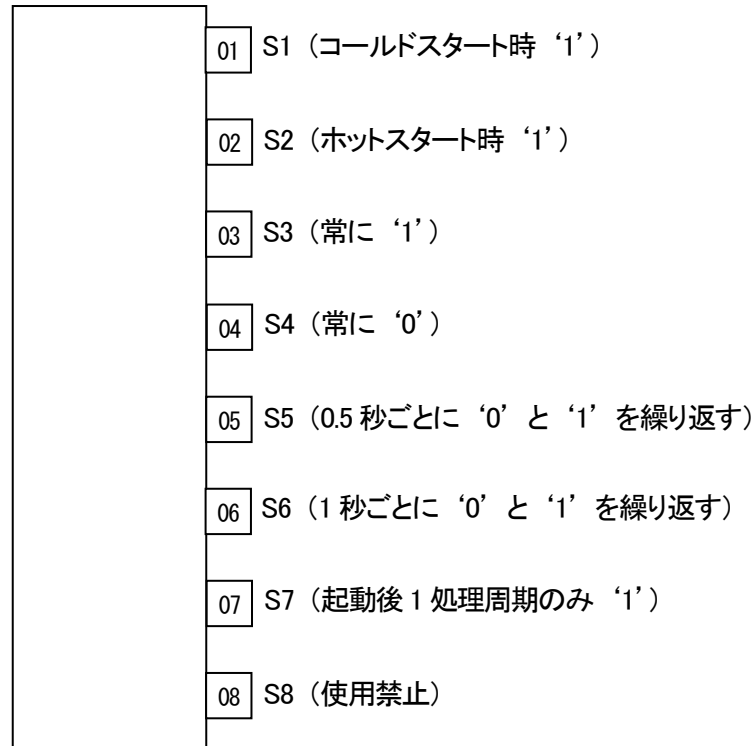 01 S1（コールドスタート時 ‘1’）
02 S2（ホットスタート時 ‘1’）
03 S3（常に ‘1’）
04 S4（常に ‘0’）
05 S5（0.5 秒ごとに ‘0’ と ‘1’ を繰り返す）
06 S6（1 秒ごとに ‘0’ と ‘1’ を繰り返す）
07 S7（起動後 1 処理周期のみ ‘1’）
08 S8（使用禁止）